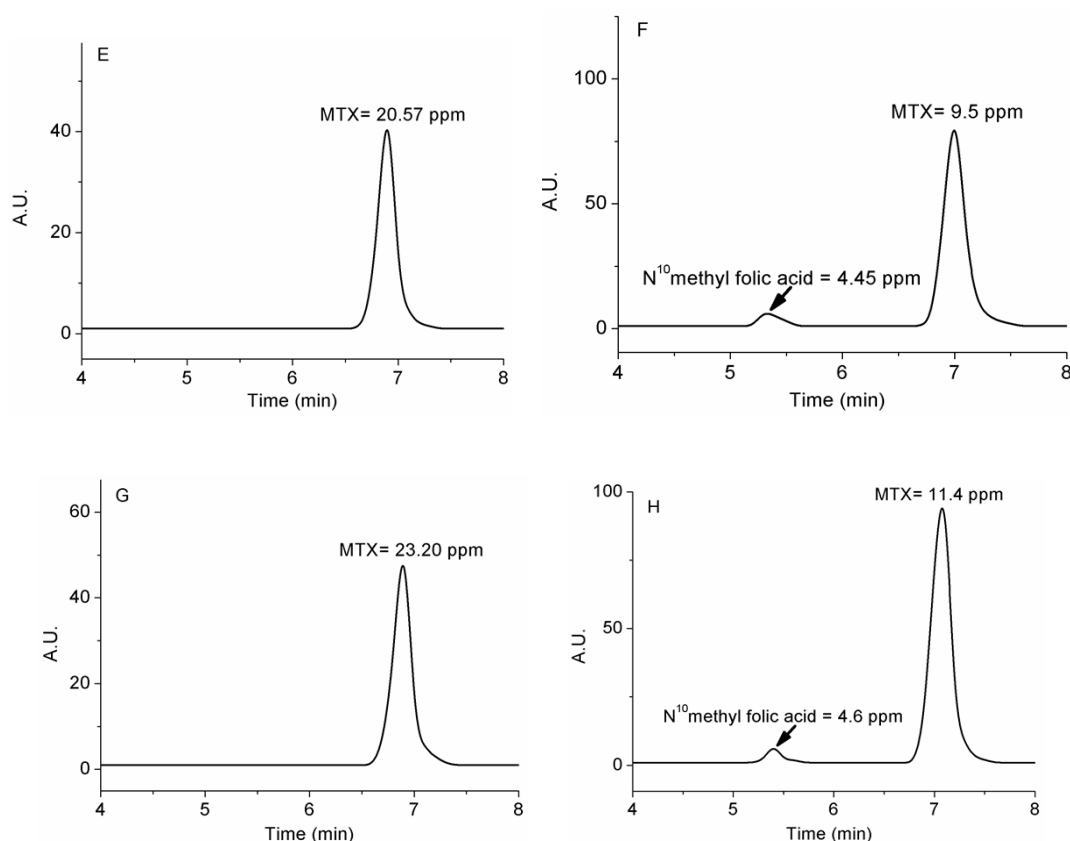 E
MTX= 20.57 ppm
40
20
0
A.U.
4 5 6 7 8
Time (min)
F
MTX= 9.5 ppm
N¹⁰methyl folic acid = 4.45 ppm
100
50
0
A.U.
4 5 6 7 8
Time (min)
G
MTX= 23.20 ppm
60
40
20
0
A.U.
4 5 6 7 8
Time (min)
H
MTX= 11.4 ppm
N¹⁰methyl folic acid = 4.6 ppm
100
50
0
A.U.
4 5 6 7 8
Time (min)